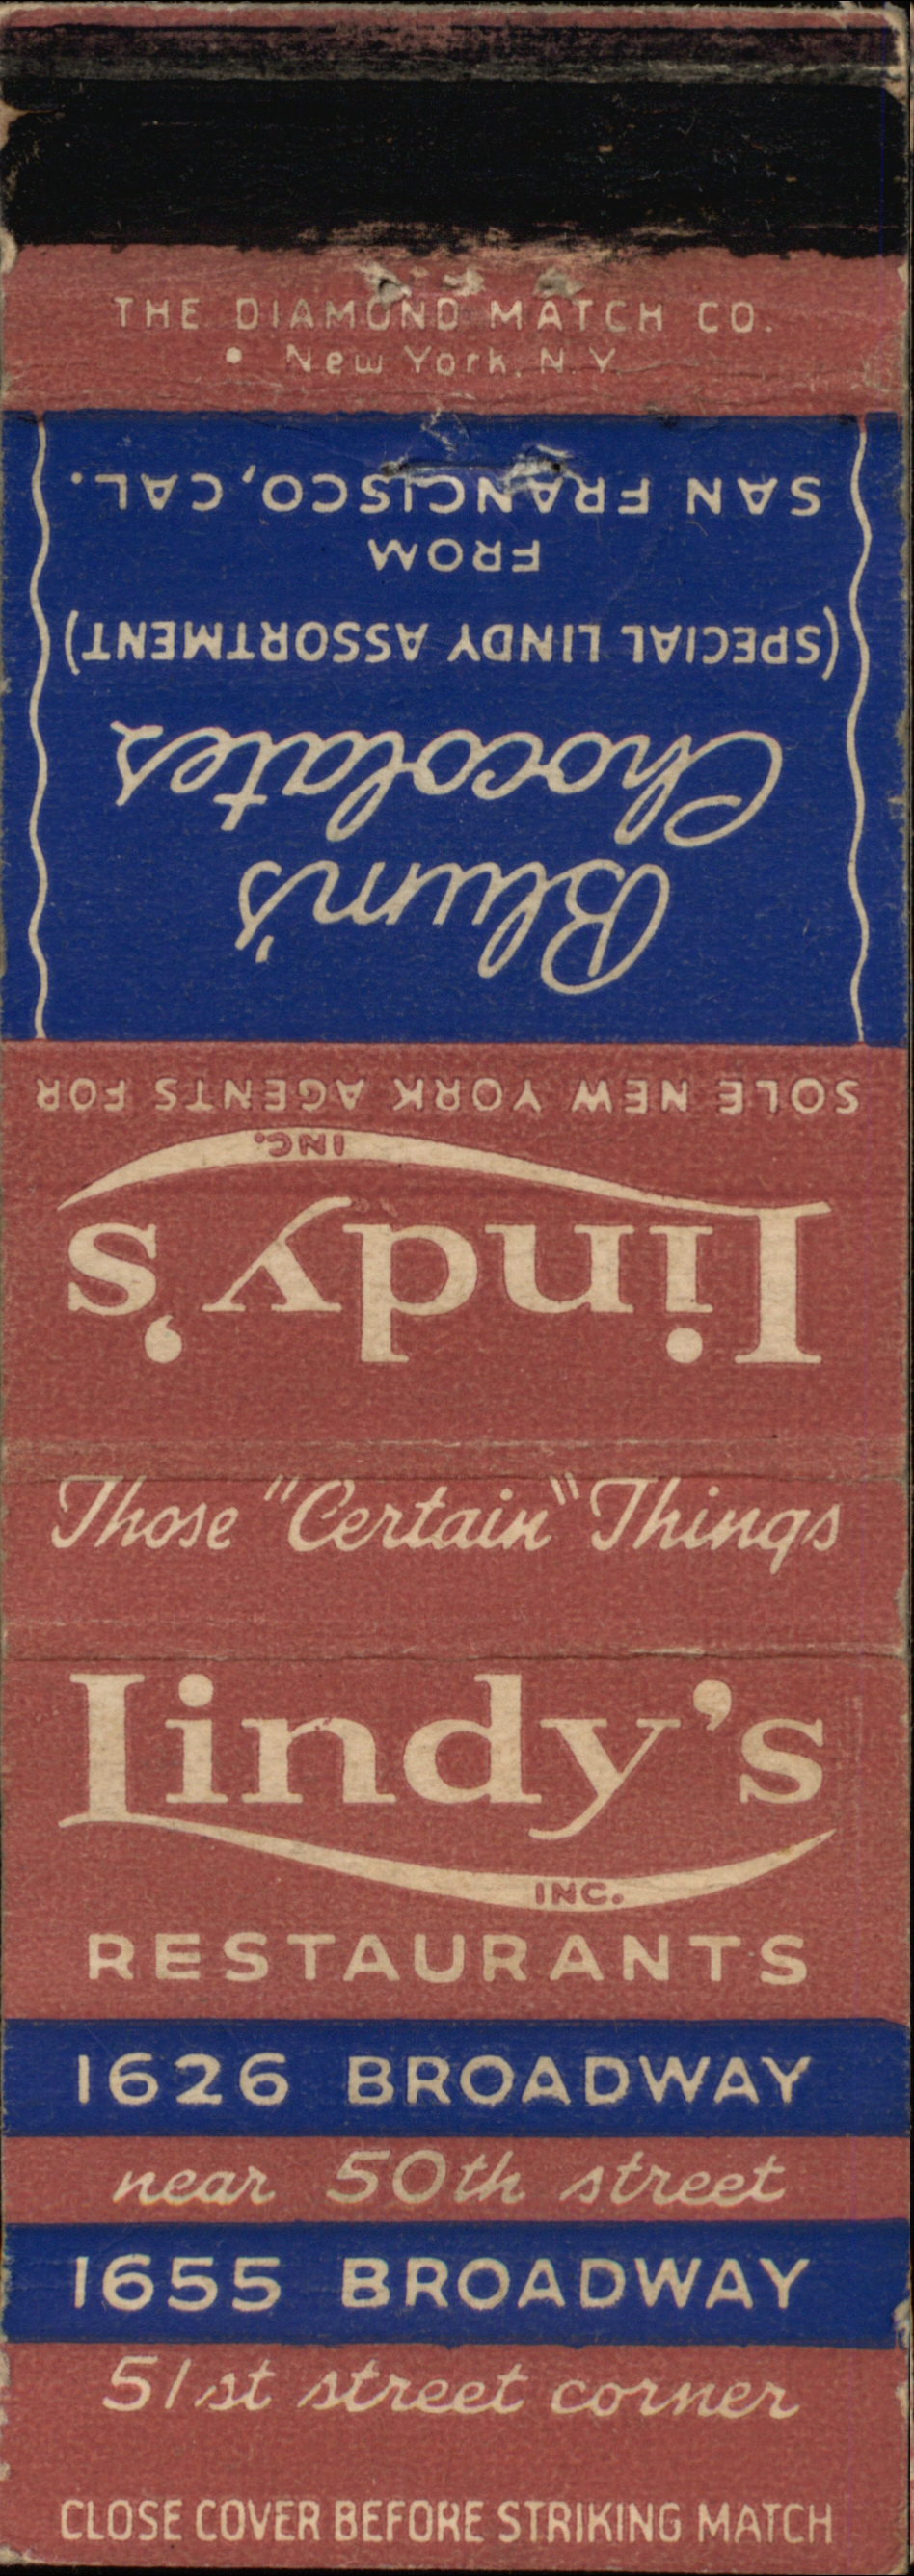 THE DIAMOND MATCH CO.
• New York, N.Y.
Lindy's
INC.
SOLE NEW YORK AGENTS FOR
Blum's
Chocolates
(SPECIAL LINDY ASSORTMENT)
FROM
SAN FRANCISCO, CAL.
Those "Certain" Things
Lindy's
INC.
RESTAURANTS
1626 BROADWAY
near 50th street
1655 BROADWAY
51st street corner
CLOSE COVER BEFORE STRIKING MATCH